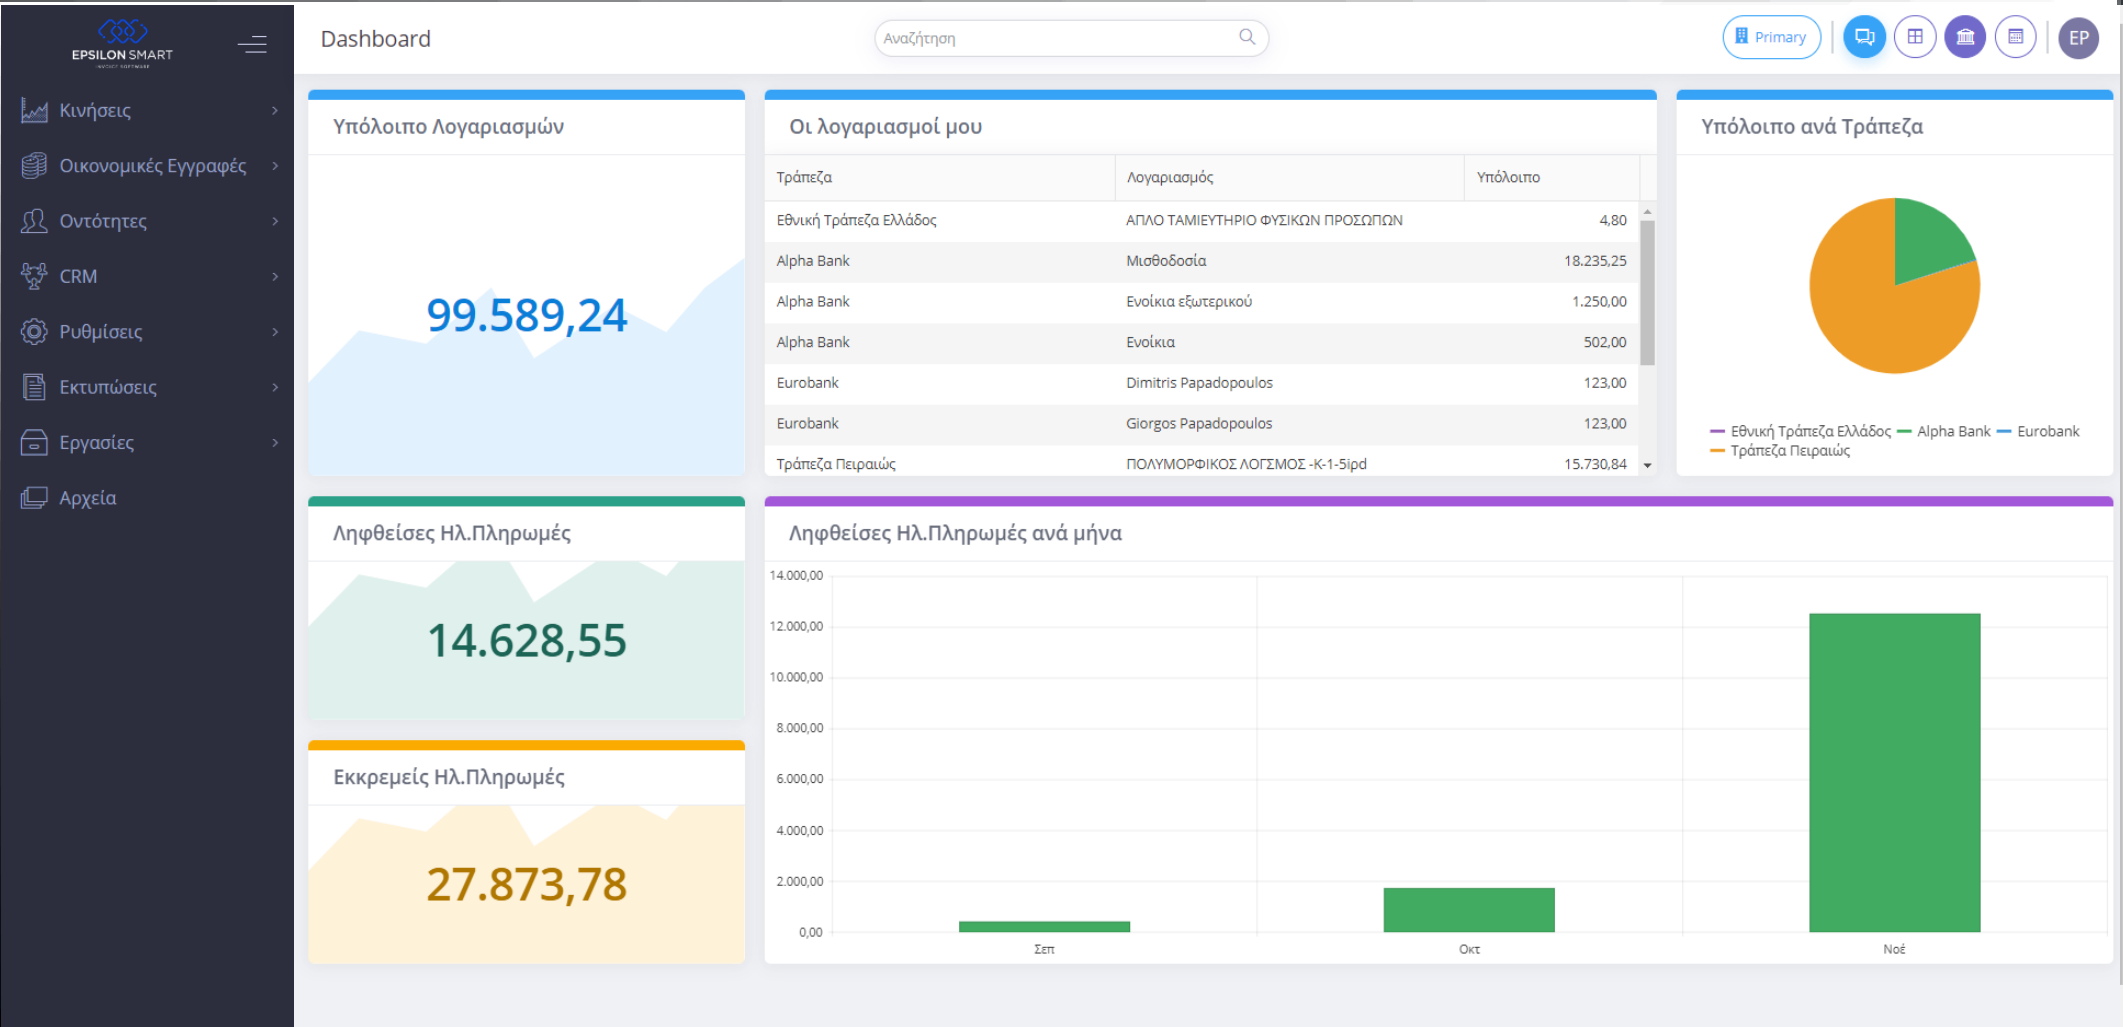 EPSILON SMART
INVOICE SOFTWARE
Κινήσεις
Οικονομικές Εγγραφές
Οντότητες
CRM
Ρυθμίσεις
Εκτυπώσεις
Εργασίες
Αρχεία
Dashboard
Αναζήτηση
Primary
EP
Υπόλοιπο Λογαριασμών
99.589,24
Οι λογαριασμοί μου
Τράπεζα Λογαριασμός Υπόλοιπο
Εθνική Τράπεζα Ελλάδος ΑΠΛΟ ΤΑΜΙΕΥΤΗΡΙΟ ΦΥΣΙΚΩΝ ΠΡΟΣΩΠΩΝ 4,80
Alpha Bank Μισθοδοσία 18.235,25
Alpha Bank Ενοίκια εξωτερικού 1.250,00
Alpha Bank Ενοίκια 502,00
Eurobank Dimitris Papadopoulos 123,00
Eurobank Giorgos Papadopoulos 123,00
Τράπεζα Πειραιώς ΠΟΛΥΜΟΡΦΙΚΟΣ ΛΟΓΣΜΟΣ -Κ-1-5ipd 15.730,84
Υπόλοιπο ανά Τράπεζα
Εθνική Τράπεζα Ελλάδος Alpha Bank Eurobank
Τράπεζα Πειραιώς
Ληφθείσες Ηλ.Πληρωμές
14.628,55
Εκκρεμείς Ηλ.Πληρωμές
27.873,78
Ληφθείσες Ηλ.Πληρωμές ανά μήνα
14.000,00
12.000,00
10.000,00
8.000,00
6.000,00
4.000,00
2.000,00
0,00
Σεπ Οκτ Νοέ